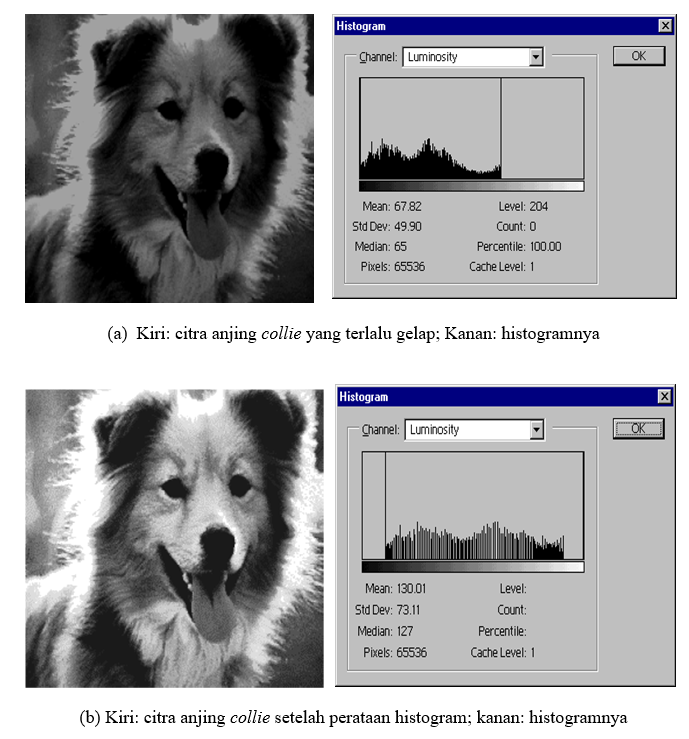 Histogram
Channel: Luminosity
OK
Mean: 67.82 Level: 204
Std Dev: 49.90 Count: 0
Median: 65 Percentile: 100.00
Pixels: 65536 Cache Level: 1
(a) Kiri: citra anjing collie yang terlalu gelap; Kanan: histogramnya
Histogram
Channel: Luminosity
OK
Mean: 130.01 Level:
Std Dev: 73.11 Count:
Median: 127 Percentile:
Pixels: 65536 Cache Level: 1
(b) Kiri: citra anjing collie setelah perataan histogram; kanan: histogramnya